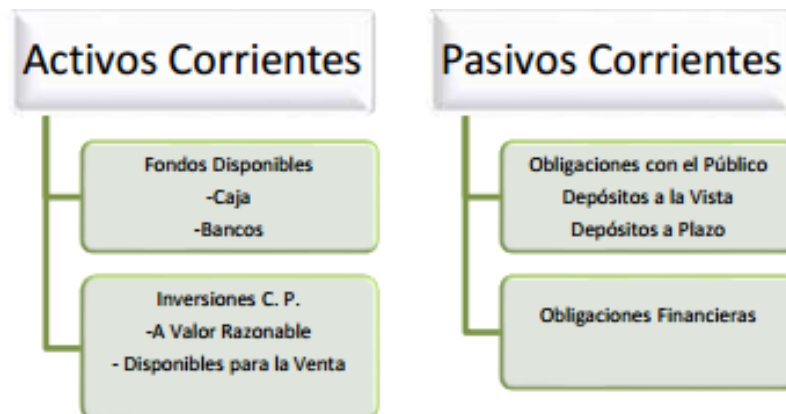 Activos Corrientes
Fondos Disponibles
-Caja
-Bancos
Inversiones C. P.
-A Valor Razonable
- Disponibles para la Venta
Pasivos Corrientes
Obligaciones con el Público
Depósitos a la Vista
Depósitos a Plazo
Obligaciones Financieras